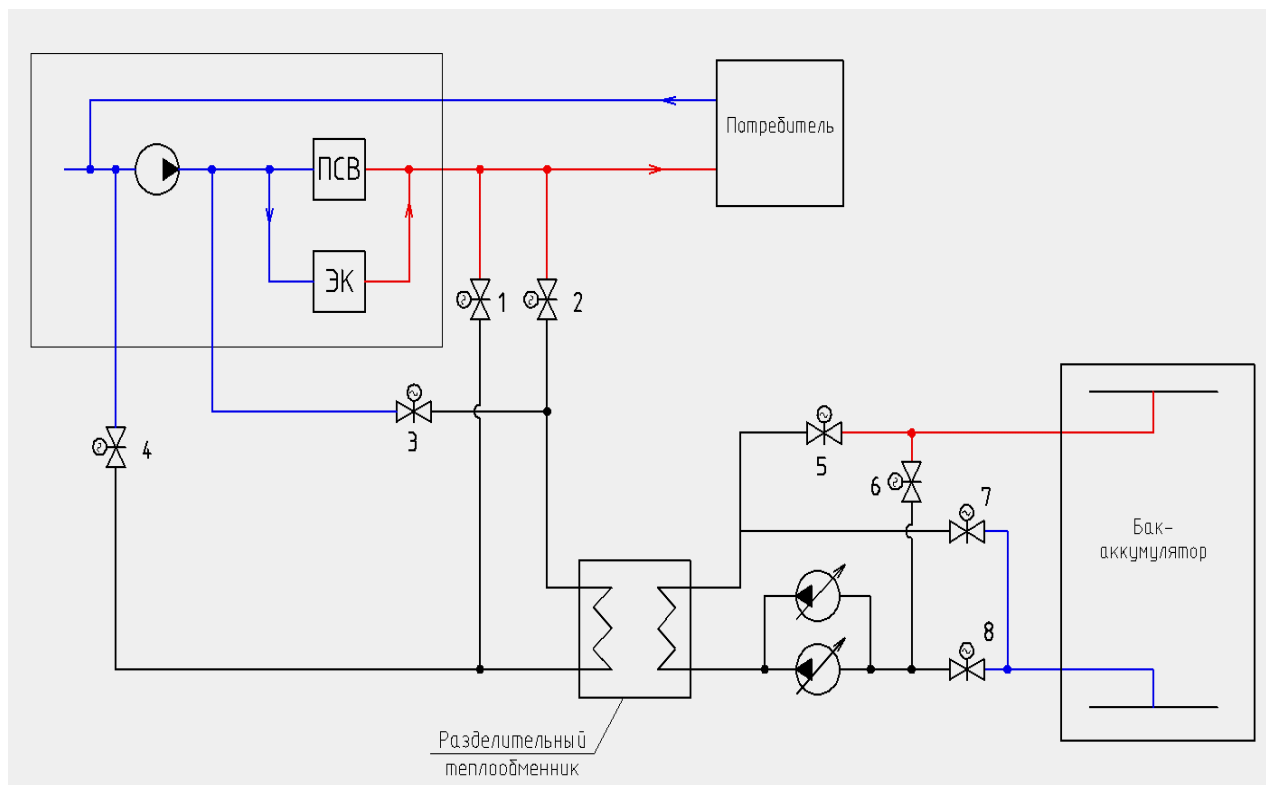 Потребитель
ПСВ
ЭК
1
2
3
4
5
6
7
8
Бак-
аккумулятор
Разделительный
теплообменник